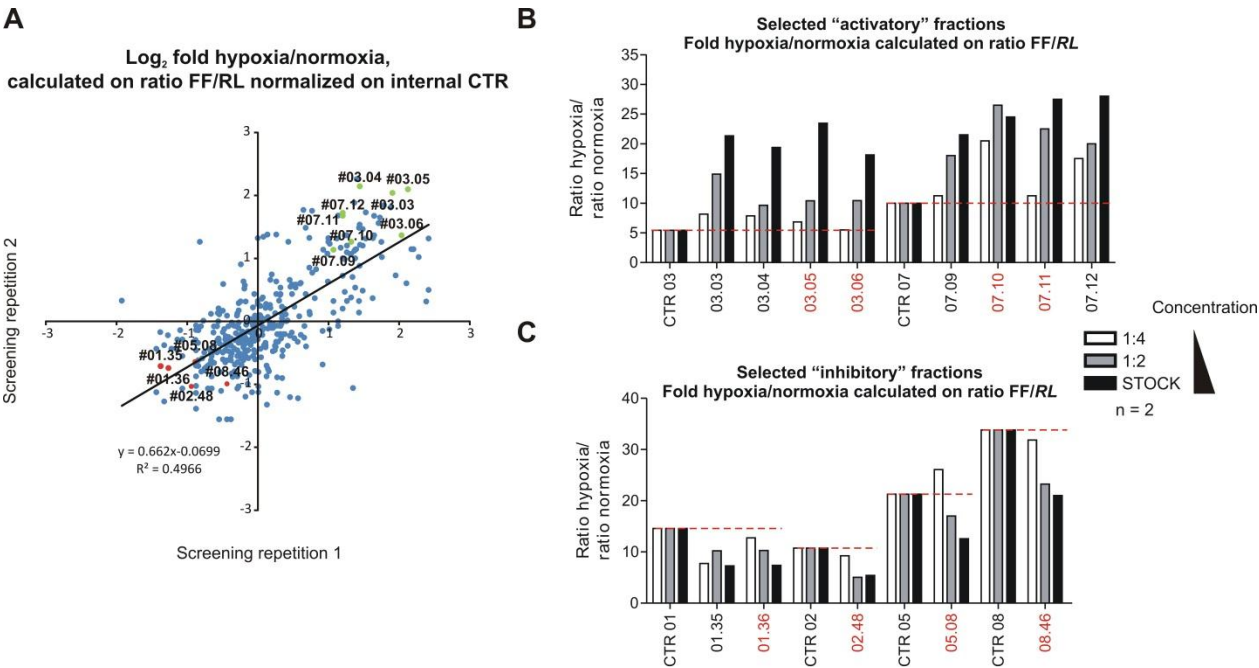 A
Log₂ fold hypoxia/normoxia,
calculated on ratio FF/RL normalized on internal CTR
Screening repetition 2
3
2
1
0
-1
-2
-3
-3
-2
-1
0
1
2
3
#03.04
#03.05
#07.12
#03.03
#07.11
#03.06
#07.10
#07.09
#05.08
#01.35
#01.36
#08.46
#02.48
y = 0.662x-0.0699
R² = 0.4966
Screening repetition 1
B
Selected “activatory” fractions
Fold hypoxia/normoxia calculated on ratio FF/RL
Ratio hypoxia/
ratio normoxia
35
30
25
20
15
10
5
0
CTR 03
03.03
03.04
03.05
03.06
CTR 07
07.09
07.10
07.11
07.12
Concentration
1:4
1:2
STOCK
n = 2
C
Selected “inhibitory” fractions
Fold hypoxia/normoxia calculated on ratio FF/RL
Ratio hypoxia/
ratio normoxia
40
30
20
10
0
CTR 01
01.35
01.36
CTR 02
02.48
CTR 05
05.08
CTR 08
08.46